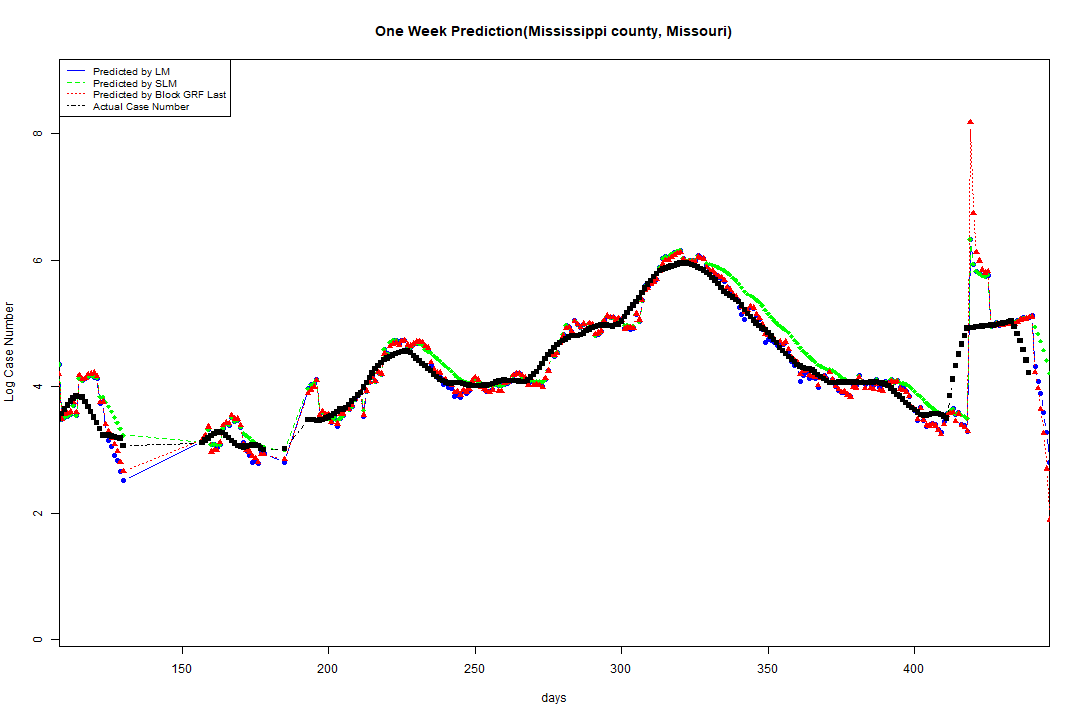 One Week Prediction(Mississippi county, Missouri)
Predicted by LM
Predicted by SLM
Predicted by Block GRF Last
Actual Case Number
8
6
4
2
0
Log Case Number
150 200 250 300 350 400
days